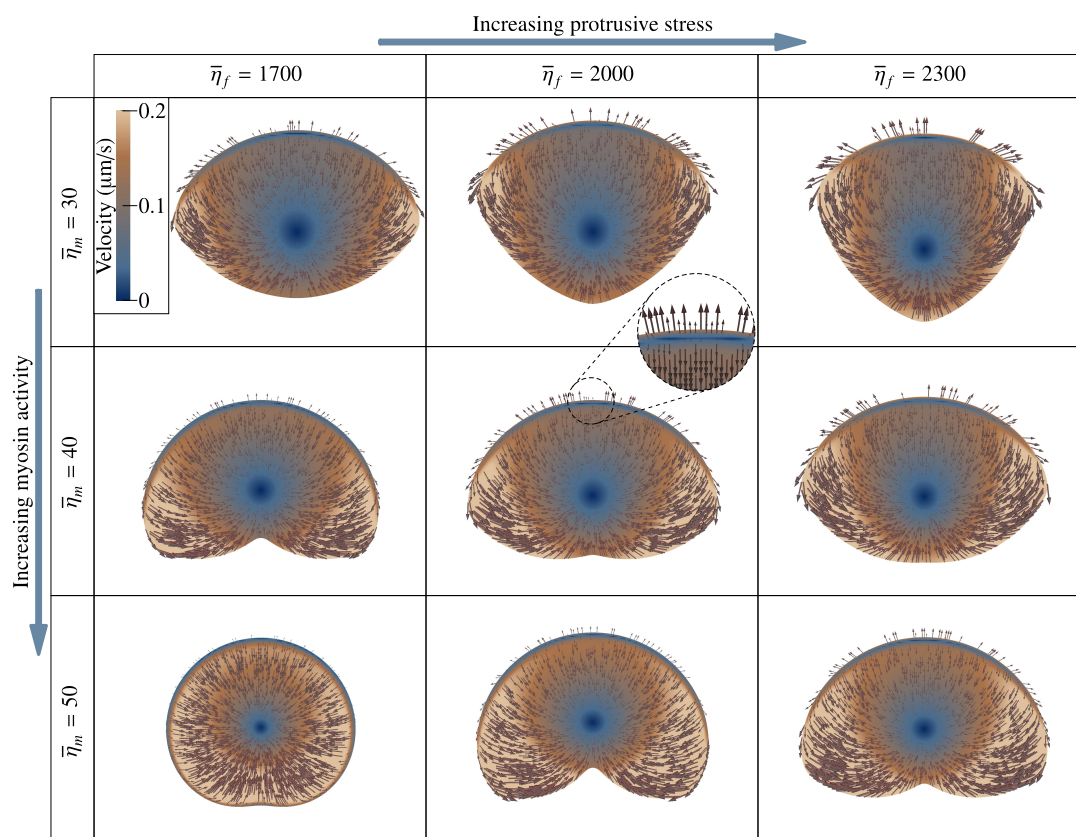 Increasing protrusive stress
η̅_f = 1700
η̅_f = 2000
η̅_f = 2300
Increasing myosin activity
η̅_m = 30
η̅_m = 40
η̅_m = 50
Velocity (μm/s)
0.2
0.1
0